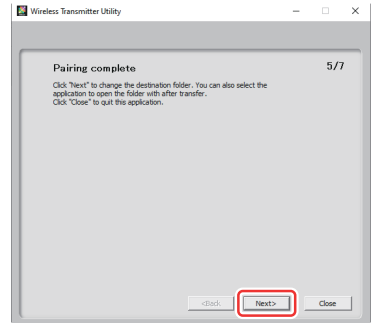 Wireless Transmitter Utility
Pairing complete
5/7
Click "Next" to change the destination folder. You can also select the
application to open the folder with after transfer.
Click "Close" to quit this application.
<Back
Next>
Close